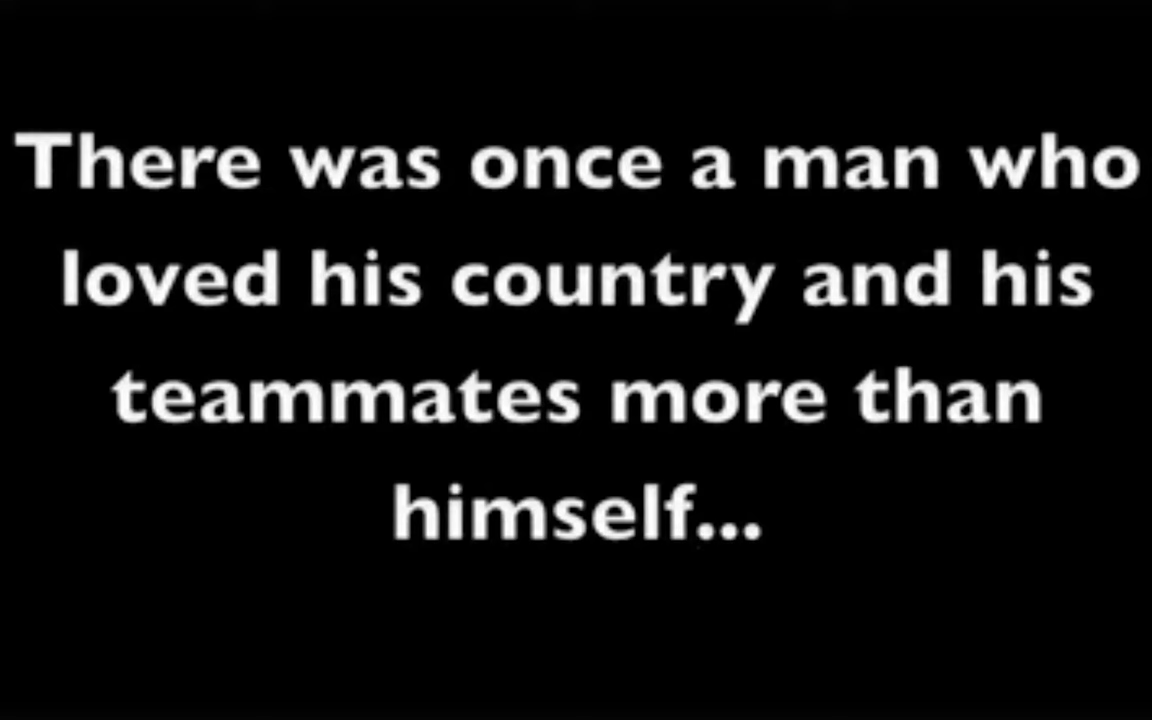 There was once a man who
loved his country and his
teammates more than
himself...